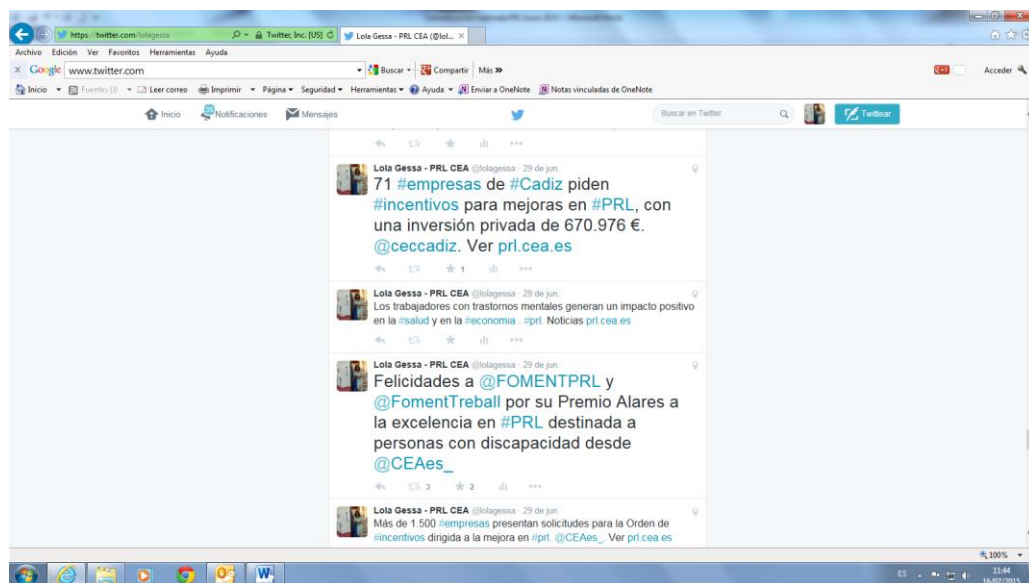 https://twitter.com/lolagessa
Twitter, Inc. [US]
Lola Gessa - PRL CEA (@lol...
Archivo Edición Ver Favoritos Herramientas Ayuda
Google www.twitter.com Buscar Compartir Más Acceder
Inicio Fuentes Leer correo Imprimir Página Seguridad Herramientas Ayuda Enviar a OneNote Notas vinculadas de OneNote
Inicio Notificaciones Mensajes Buscar en Twitter Twittear
Lola Gessa - PRL CEA @lolagessa · 29 de jun.
71 #empresas de #Cadiz piden
#incentivos para mejoras en #PRL, con
una inversión privada de 670.976 €.
@ceccadiz. Ver prl.cea.es
1
Lola Gessa - PRL CEA @lolagessa · 29 de jun.
Los trabajadores con trastornos mentales generan un impacto positivo
en la #salud y en la #economia . #prl. Noticias prl.cea.es
Lola Gessa - PRL CEA @lolagessa · 29 de jun.
Felicidades a @FOMENTPRL y
@FomentTreball por su Premio Alares a
la excelencia en #PRL destinada a
personas con discapacidad desde
@CEAes_
3 2
Lola Gessa - PRL CEA @lolagessa · 29 de jun.
Más de 1.500 #empresas presentan solicitudes para la Orden de
#incentivos dirigida a la mejora en #prl. @CEAes_. Ver prl.cea.es
100%
ES 11:44